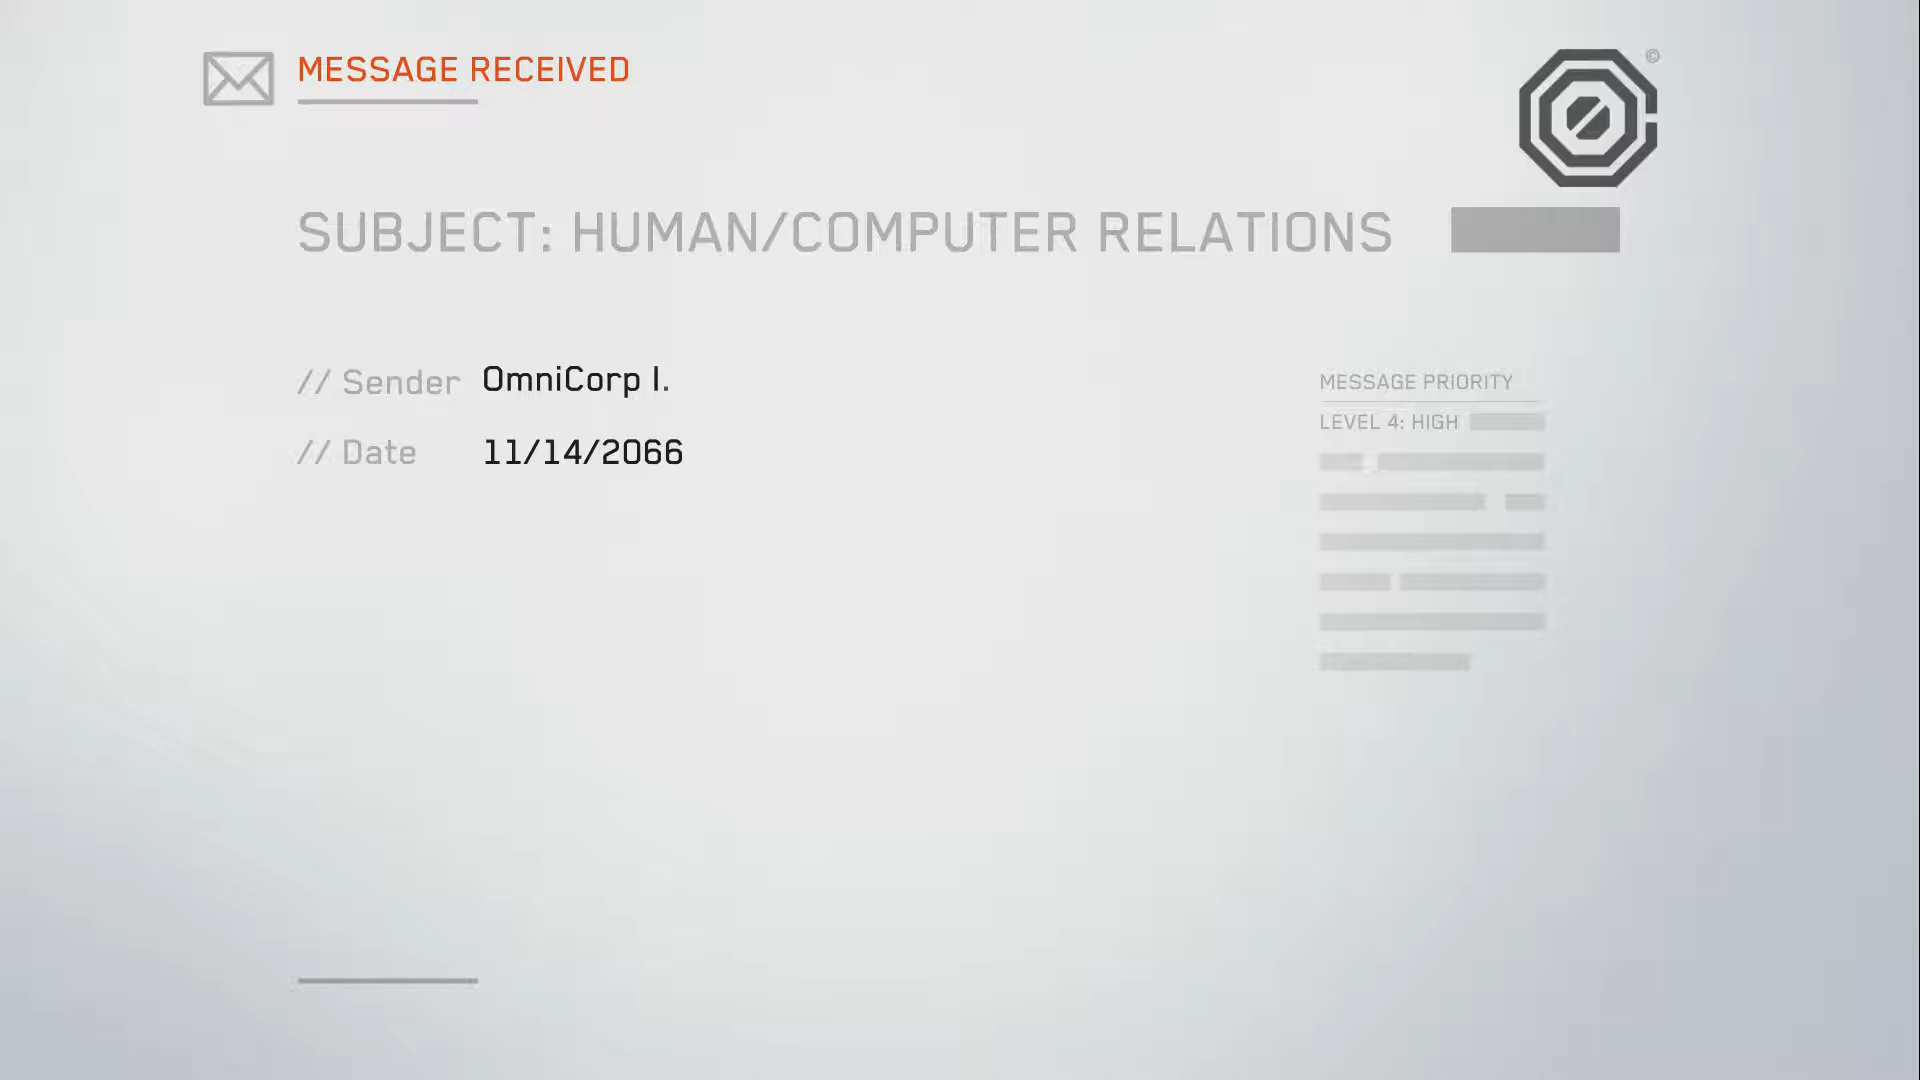 MESSAGE RECEIVED
©
SUBJECT: HUMAN/COMPUTER RELATIONS
// Sender OmniCorp I.
// Date 11/14/2066
MESSAGE PRIORITY
LEVEL 4: HIGH